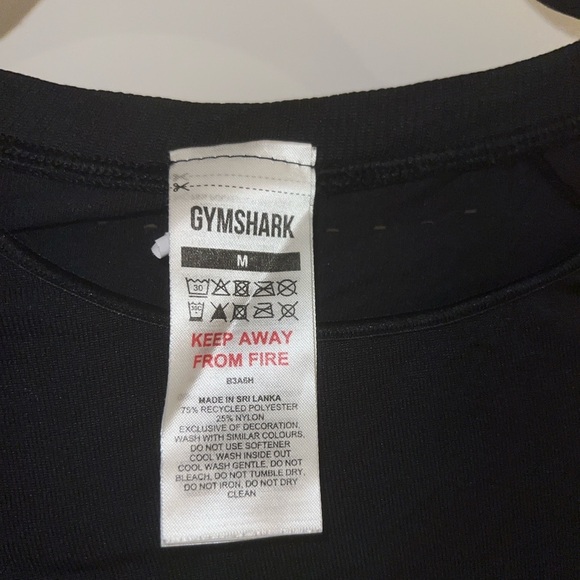 GYMSHARK
M
30
KEEP AWAY
FROM FIRE
B3A6H
MADE IN SRI LANKA
75% RECYCLED POLYESTER
25% NYLON
EXCLUSIVE OF DECORATION.
WASH WITH SIMILAR COLOURS.
DO NOT USE SOFTENER
COOL WASH INSIDE OUT
COOL WASH GENTLE, DO NOT
BLEACH, DO NOT TUMBLE DRY,
DO NOT IRON, DO NOT DRY
CLEAN